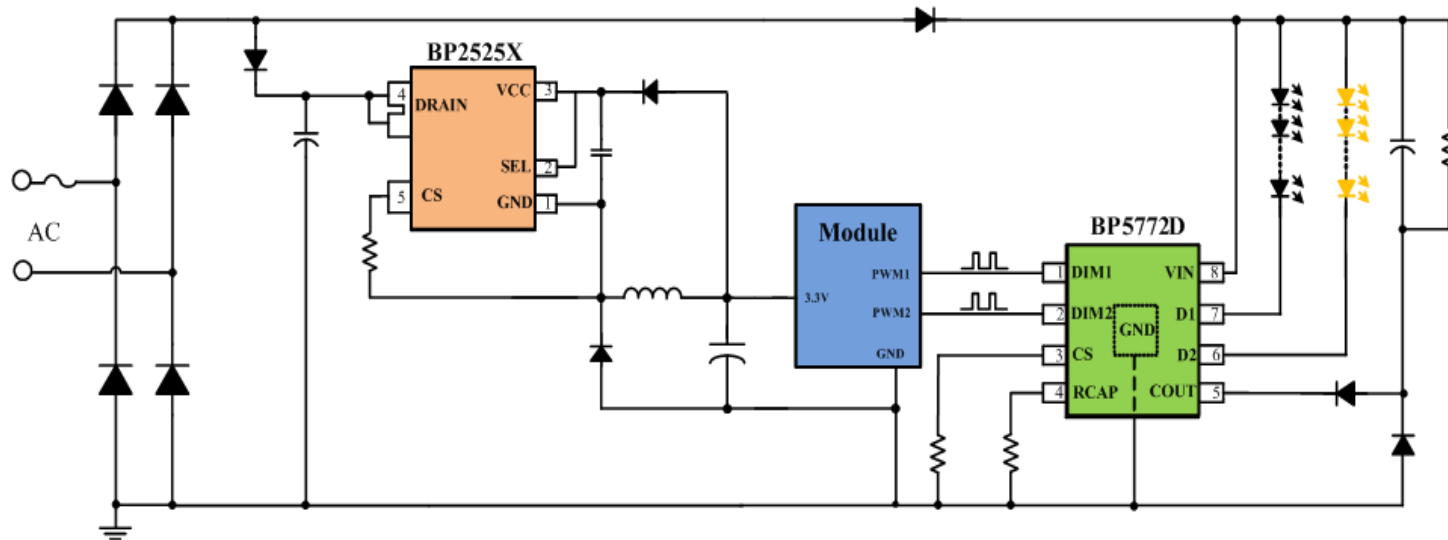 BP2525X
4
DRAIN
VCC
3
SEL
2
5
CS
GND
1
AC
Module
PWM1
3.3V
PWM2
GND
BP5772D
1
DIM1
VIN
8
2
DIM2
GND
D1
7
3
CS
D2
6
4
RCAP
COUT
5